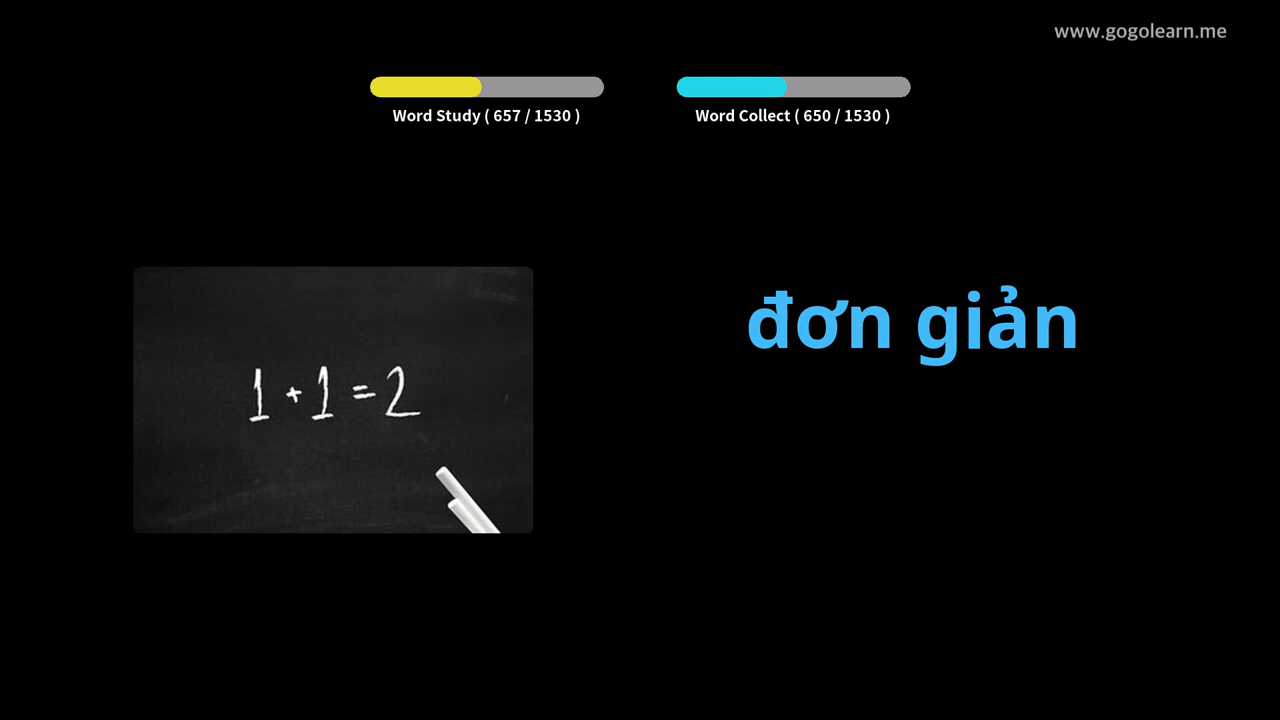 www.gogolearn.me
Word Study ( 657 / 1530 )
Word Collect ( 650 / 1530 )
1 + 1 = 2
đơn giản